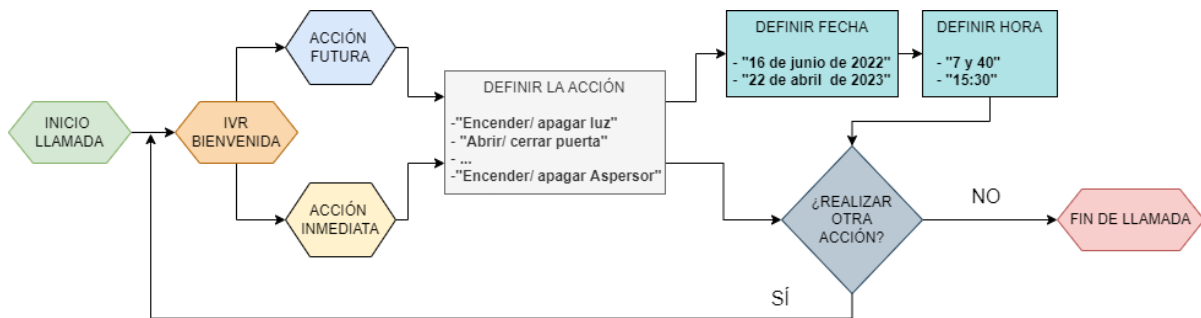 INICIO
LLAMADA
IVR
BIENVENIDA
ACCIÓN
FUTURA
ACCIÓN
INMEDIATA
DEFINIR LA ACCIÓN
-"Encender/ apagar luz"
- "Abrir/ cerrar puerta"
- ...
-"Encender/ apagar Aspersor"
DEFINIR FECHA
- "16 de junio de 2022"
- "22 de abril de 2023"
DEFINIR HORA
- "7 y 40"
- "15:30"
¿REALIZAR
OTRA
ACCIÓN?
NO
FIN DE LLAMADA
SÍ